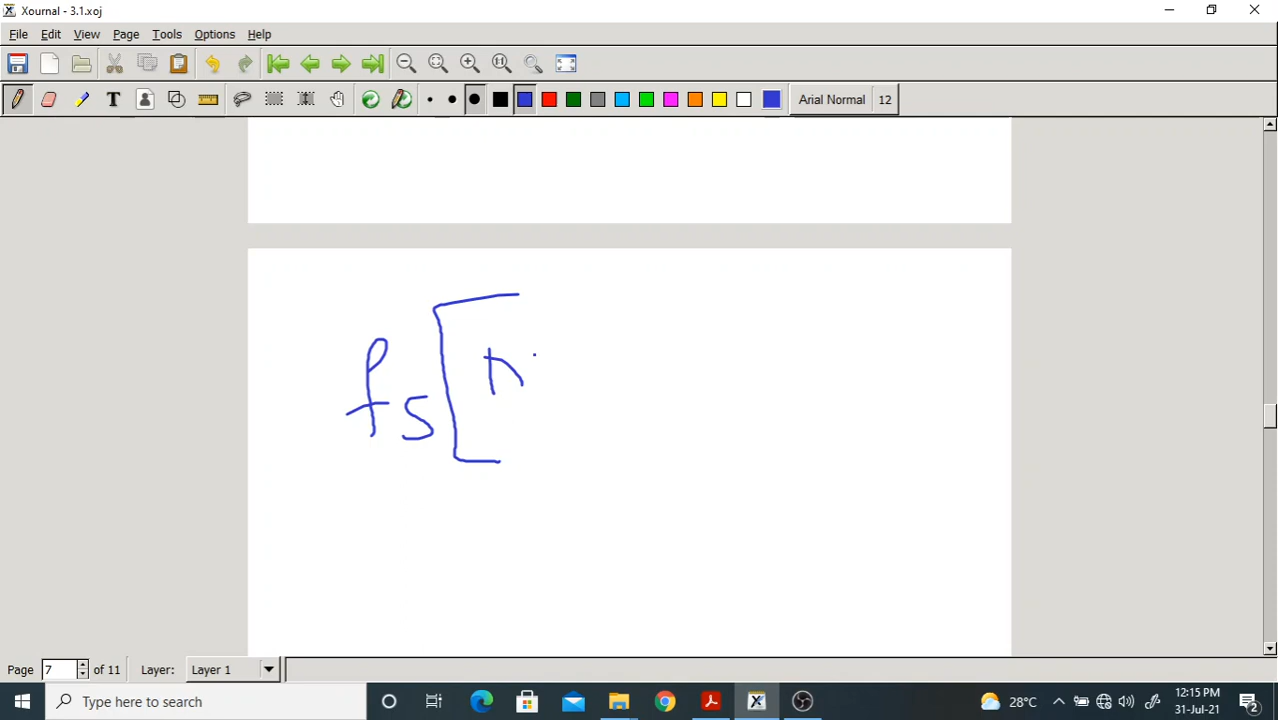 Xournal - 3.1.xoj
File Edit View Page Tools Options Help
T Arial Normal 12
fs[ n
Page 7 of 11 Layer: Layer 1
Type here to search 28°C 12:15 PM
31-Jul-21 2